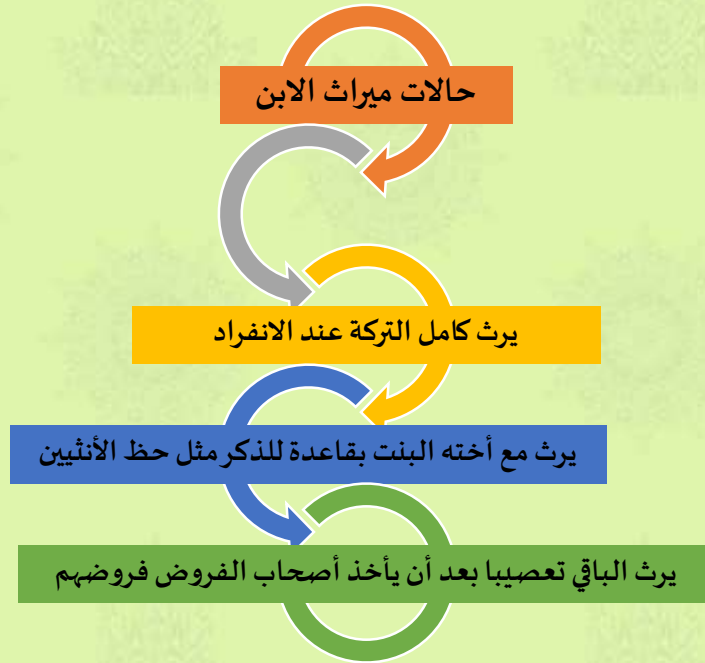 حالات ميراث الابن
يرث كامل التركة عند الانفراد
يرث مع أخته البنت بقاعدة للذكر مثل حظ الأنثيين
يرث الباقي تعصيبا بعد أن يأخذ أصحاب الفروض فروضهم